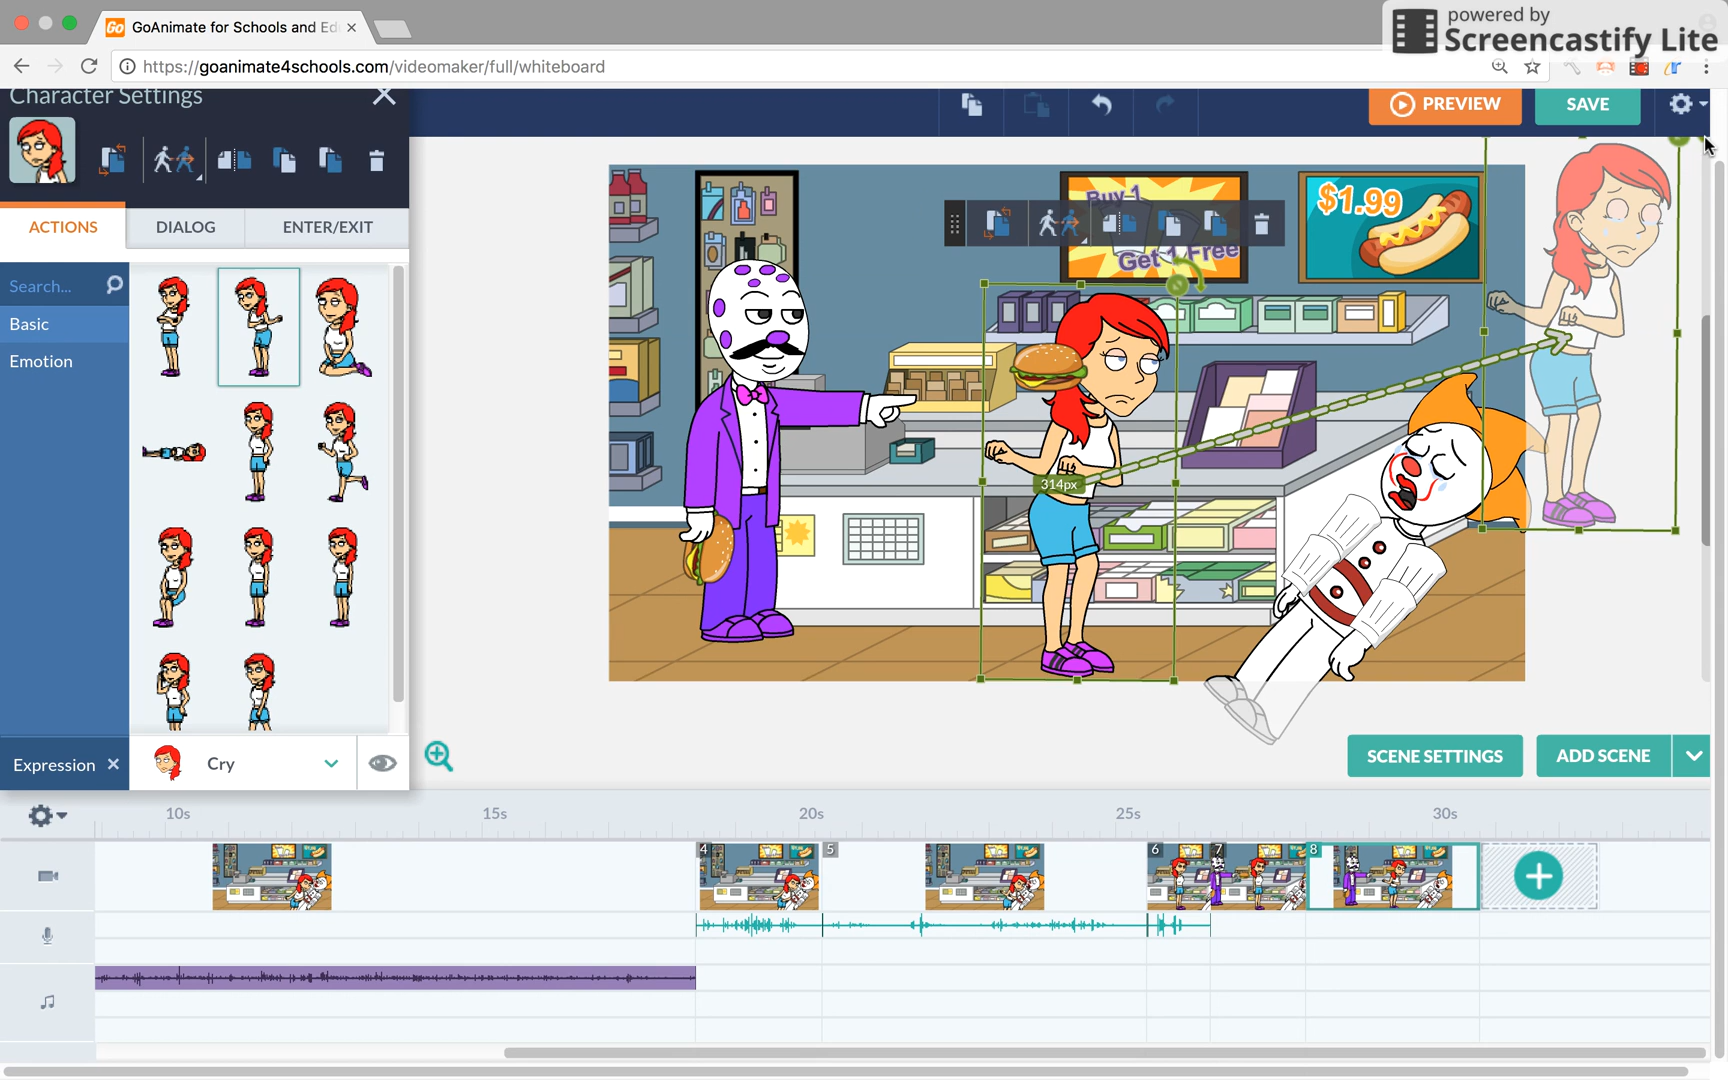 powered by
Screencastify Lite
GoAnimate for Schools and Ed
https://goanimate4schools.com/videomaker/full/whiteboard
Character Settings
PREVIEW
SAVE
ACTIONS
DIALOG
ENTER/EXIT
Buy 1
Get 1 Free
$1.99
Search...
Basic
Emotion
314px
Expression
Cry
SCENE SETTINGS
ADD SCENE
10s
15s
20s
25s
30s
4
5
6
7
8
Go